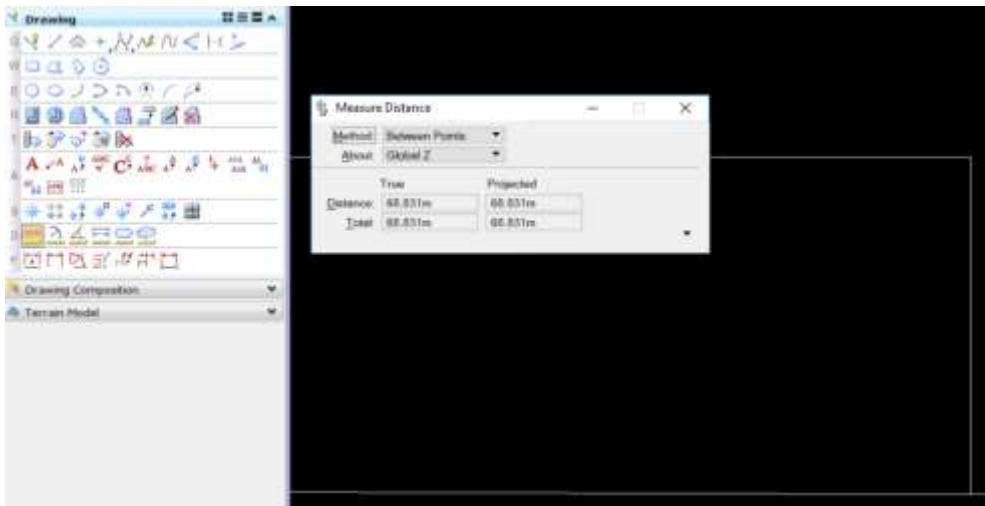 Drawing
Measure Distance
Method: Between Points
About: Global Z
True Projected
Distance: 68.831m 68.831m
Total: 68.831m 68.831m
Drawing Composition
Terrain Model